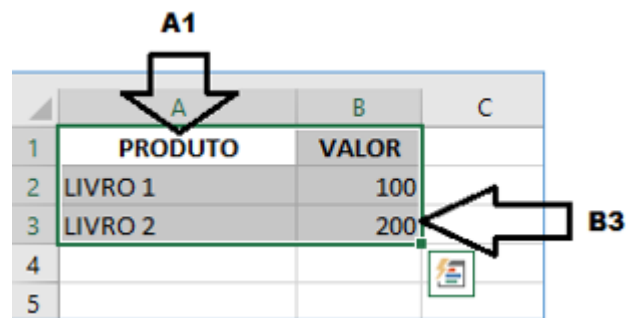 A1
A B C
1 PRODUTO VALOR
2 LIVRO 1 100
3 LIVRO 2 200
B3
4
5